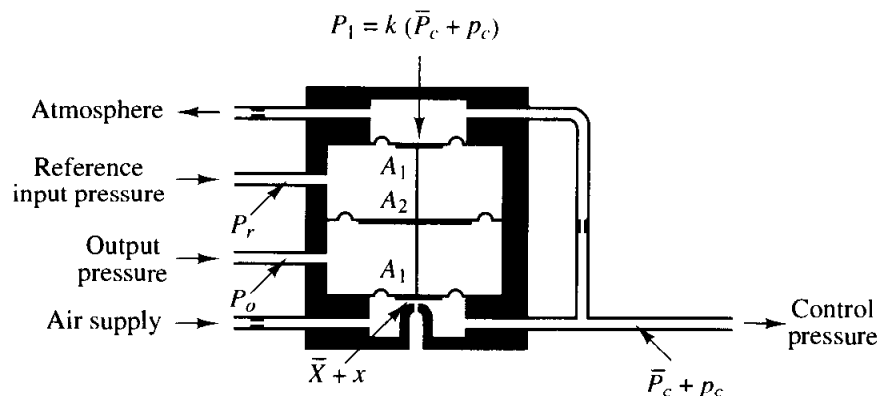 P₁ = k (P̄c + pc)
Atmosphere
Reference
input pressure
A₁
A₂
Pr
Output
pressure
A₁
Po
Air supply
Control
pressure
X̄ + x
P̄c + pc